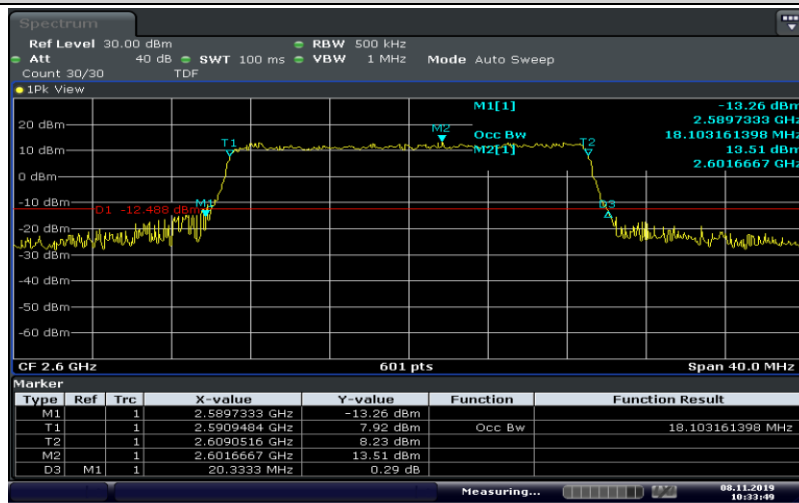 Spectrum
Ref Level 30.00 dBm RBW 500 kHz
Att 40 dB SWT 100 ms VBW 1 MHz Mode Auto Sweep
Count 30/30 TDF
1Pk View
M1[1] -13.26 dBm
2.5897333 GHz
Occ Bw 18.103161398 MHz
M2[1] 13.51 dBm
2.6016667 GHz
20 dBm
M2
T1 T2
10 dBm
0 dBm
-10 dBm
M1 D3
D1 -12.488 dBm
-20 dBm
-30 dBm
-40 dBm
-50 dBm
-60 dBm
CF 2.6 GHz 601 pts Span 40.0 MHz
Marker
Type Ref Trc X-value Y-value Function Function Result
M1 1 2.5897333 GHz -13.26 dBm
T1 1 2.5909484 GHz 7.92 dBm Occ Bw 18.103161398 MHz
T2 1 2.6090516 GHz 8.23 dBm
M2 1 2.6016667 GHz 13.51 dBm
D3 M1 1 20.3333 MHz 0.29 dB
Measuring... 08.11.2019
10:33:49